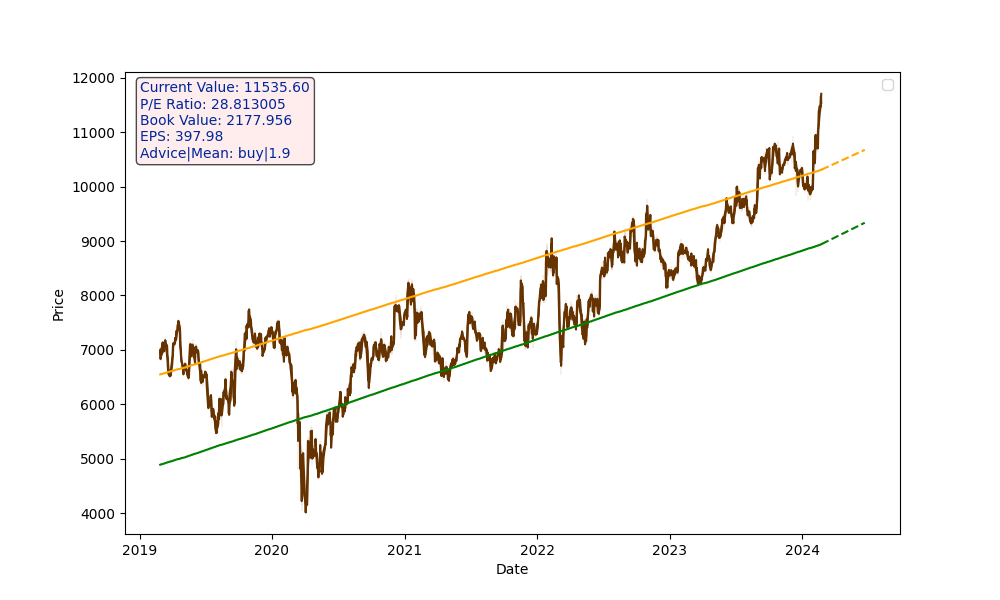 Current Value: 11535.60
P/E Ratio: 28.813005
Book Value: 2177.956
EPS: 397.98
Advice|Mean: buy|1.9
12000
11000
10000
9000
8000
7000
6000
5000
4000
Price
2019 2020 2021 2022 2023 2024
Date